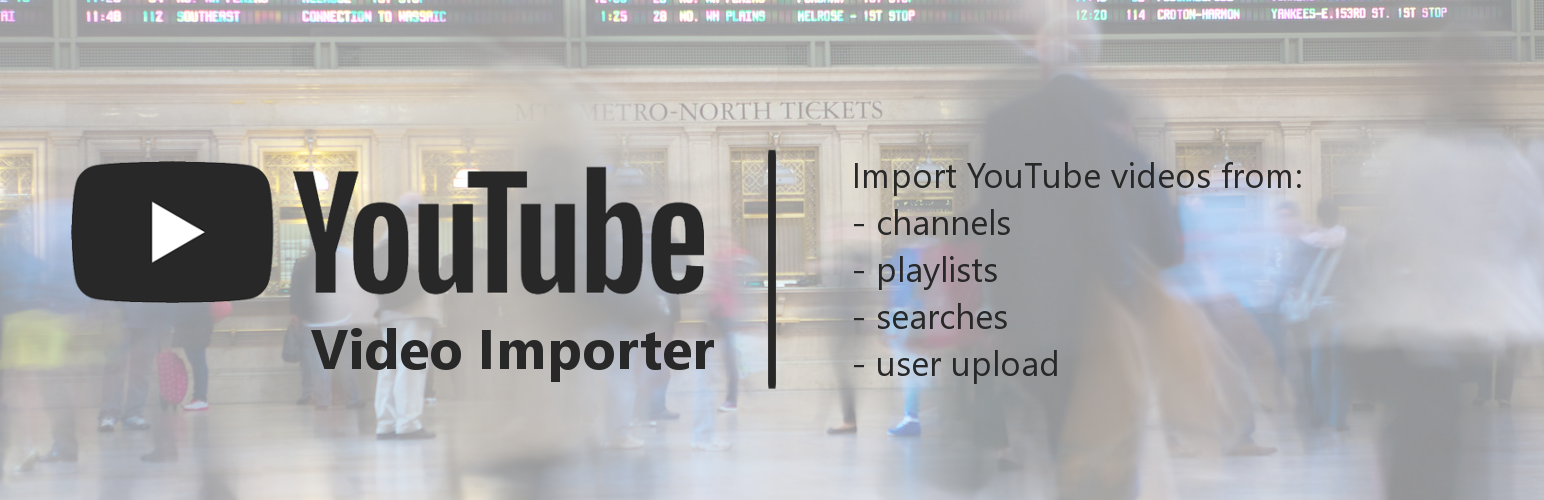 11:40 112 SOUTHEAST CONNECTION TO WASSAIC
1:25 28 NO. WH PLAINS MELROSE - 1ST STOP
12:20 114 CROTON-HARMON YANKEES-E.153RD ST. 1ST STOP
METRO-NORTH TICKETS
YouTube
Video Importer
Import YouTube videos from:
- channels
- playlists
- searches
- user upload